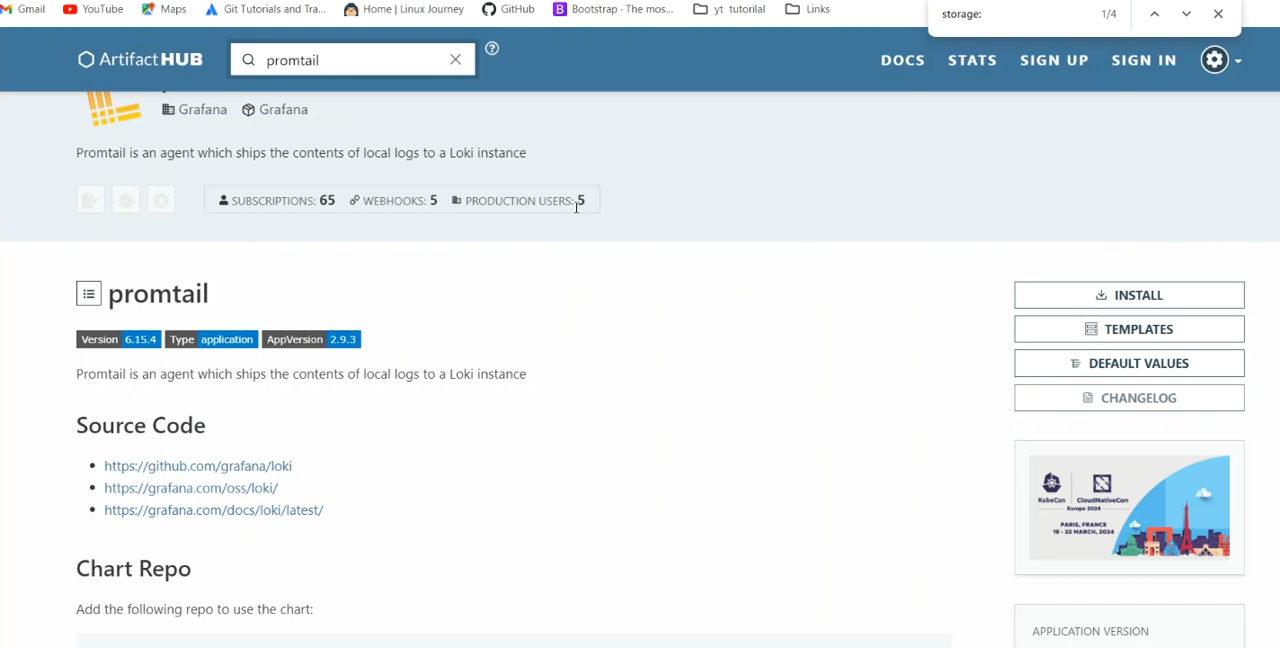 Gmail YouTube Maps Git Tutorials and Tra... Home | Linux Journey GitHub Bootstrap · The mos... yt tutorilal Links
storage: 1/4
Artifact HUB promtail DOCS STATS SIGN UP SIGN IN
Grafana Grafana
Promtail is an agent which ships the contents of local logs to a Loki instance
SUBSCRIPTIONS: 65 WEBHOOKS: 5 PRODUCTION USERS: 5
promtail
Version 6.15.4 Type application AppVersion 2.9.3
Promtail is an agent which ships the contents of local logs to a Loki instance
Source Code
https://github.com/grafana/loki
https://grafana.com/oss/loki/
https://grafana.com/docs/loki/latest/
Chart Repo
Add the following repo to use the chart:
INSTALL
TEMPLATES
DEFAULT VALUES
CHANGELOG
KubeCon CloudNativeCon
Europe 2024
PARIS, FRANCE
19 - 22 MARCH, 2024
APPLICATION VERSION